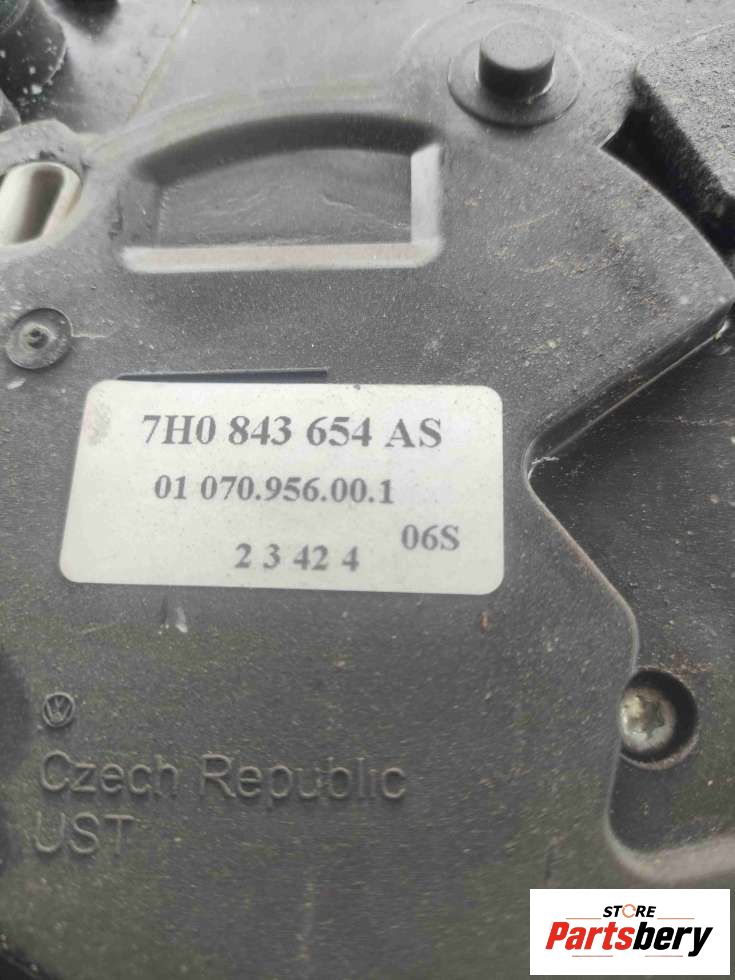 7H0 843 654 AS
01 070.956.00.1
06S
2 3 42 4
Czech Republic
UST
STORE
Partsbery